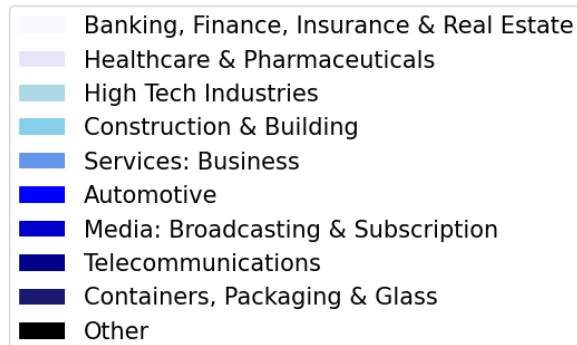 Banking, Finance, Insurance & Real Estate
Healthcare & Pharmaceuticals
High Tech Industries
Construction & Building
Services: Business
Automotive
Media: Broadcasting & Subscription
Telecommunications
Containers, Packaging & Glass
Other